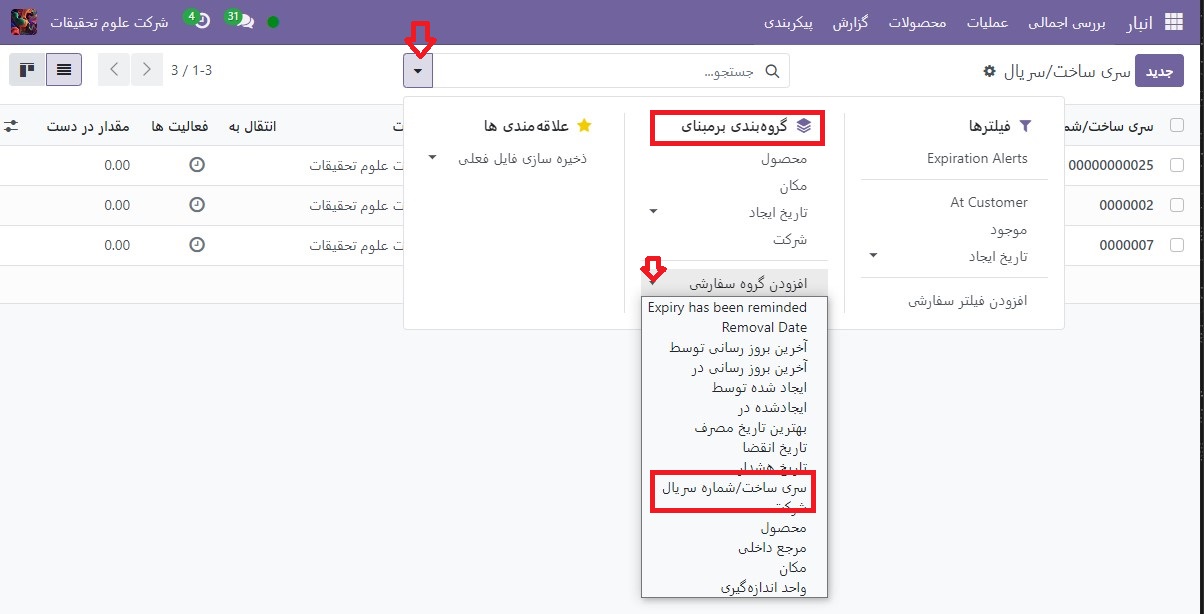 انبار
بررسی اجمالی
عملیات
محصولات
گزارش
پیکربندی
31
4
شرکت علوم تحقیقات
جدید
سری ساخت/سریال
جستجو...
1-3 / 3
سری ساخت/شم
انتقال به
فعالیت ها
مقدار در دست
00000000025
ت علوم تحقیقات
0.00
0000002
ت علوم تحقیقات
0.00
0000007
ت علوم تحقیقات
0.00
فیلترها
Expiration Alerts
At Customer
موجود
تاریخ ایجاد
افزودن فیلتر سفارشی
گروه‌بندی برمبنای
محصول
مکان
تاریخ ایجاد
شرکت
افزودن گروه سفارشی
Expiry has been reminded
Removal Date
آخرین بروز رسانی توسط
آخرین بروز رسانی در
ایجاد شده توسط
ایجادشده در
بهترین تاریخ مصرف
تاریخ انقضا
تاریخ هشدار
سری ساخت/شماره سریال
شرکت
محصول
مرجع داخلی
مکان
واحد اندازه‌گیری
علاقه‌مندی ها
ذخیره سازی فایل فعلی